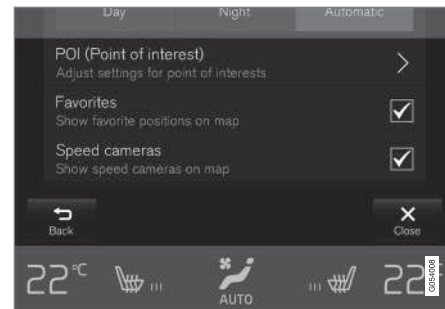 Day Night Automatic
POI (Point of interest)
Adjust settings for point of interests
Favorites
Show favorite positions on map
Speed cameras
Show speed cameras on map
Back
Close
22°C AUTO 22°
G054008